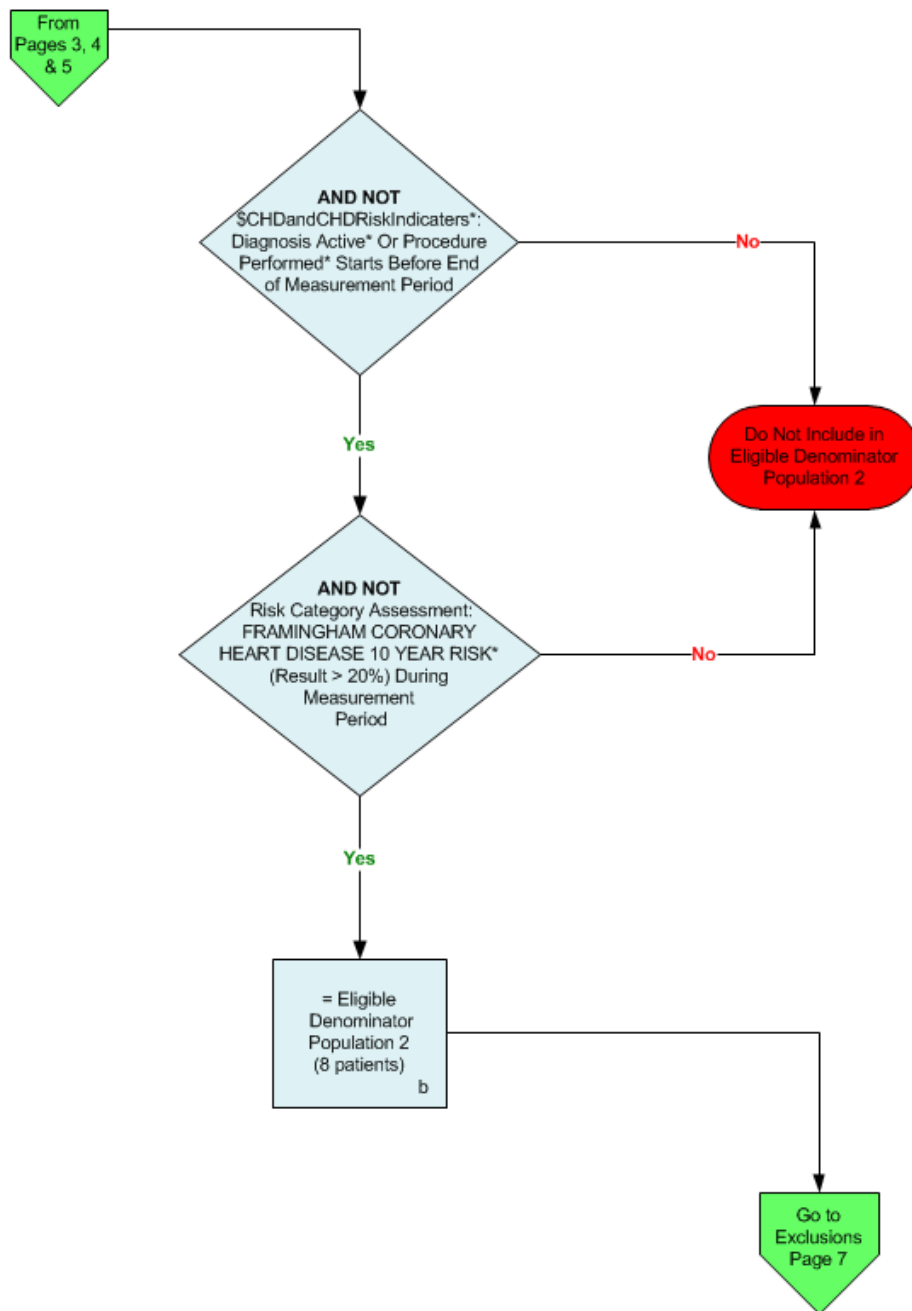 From
Pages 3, 4
& 5
AND NOT
$CHDandCHDRiskIndicaters*:
Diagnosis Active* Or Procedure
Performed* Starts Before End
of Measurement Period
No
Yes
Do Not Include in
Eligible Denominator
Population 2
AND NOT
Risk Category Assessment:
FRAMINGHAM CORONARY
HEART DISEASE 10 YEAR RISK*
(Result > 20%) During
Measurement
Period
No
Yes
= Eligible
Denominator
Population 2
(8 patients)
b
Go to
Exclusions
Page 7